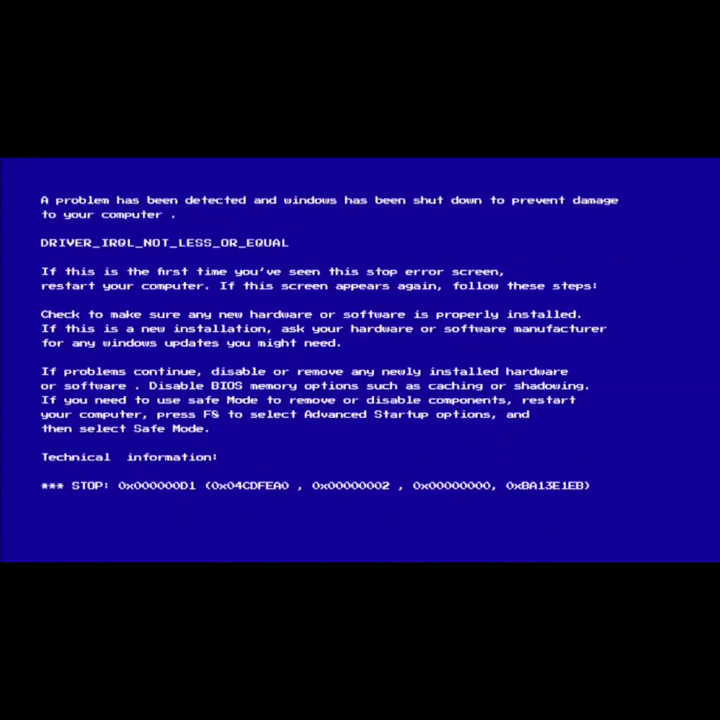 A problem has been detected and windows has been shut down to prevent damage
to your computer .
DRIVER_IRQL_NOT_LESS_OR_EQUAL
If this is the first time you've seen this stop error screen,
restart your computer. If this screen appears again, follow these steps:
Check to make sure any new hardware or software is properly installed.
If this is a new installation, ask your hardware or software manufacturer
for any windows updates you might need.
If problems continue, disable or remove any newly installed hardware
or software . Disable BIOS memory options such as caching or shadowing.
If you need to use safe Mode to remove or disable components, restart
your computer, press F8 to select Advanced Startup options, and
then select Safe Mode.
Technical information:
*** STOP: 0x000000D1 (0x04CDFEA0 , 0x00000002 , 0x00000000, 0xBA13E1EB)